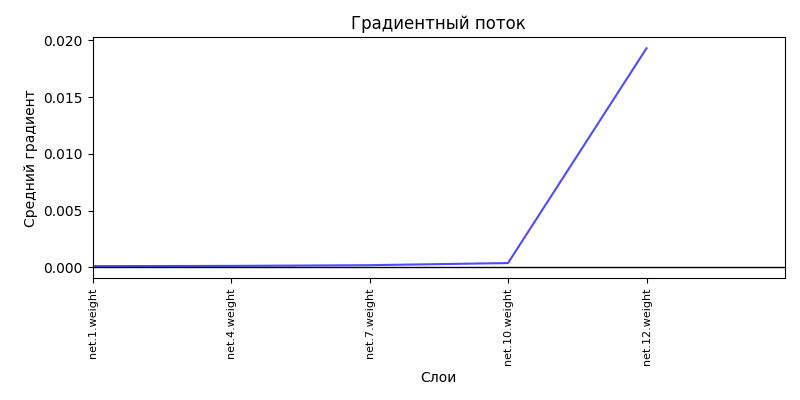 Градиентный поток
Средний градиент
0.020
0.015
0.010
0.005
0.000
net.1.weight
net.4.weight
net.7.weight
net.10.weight
net.12.weight
Слои